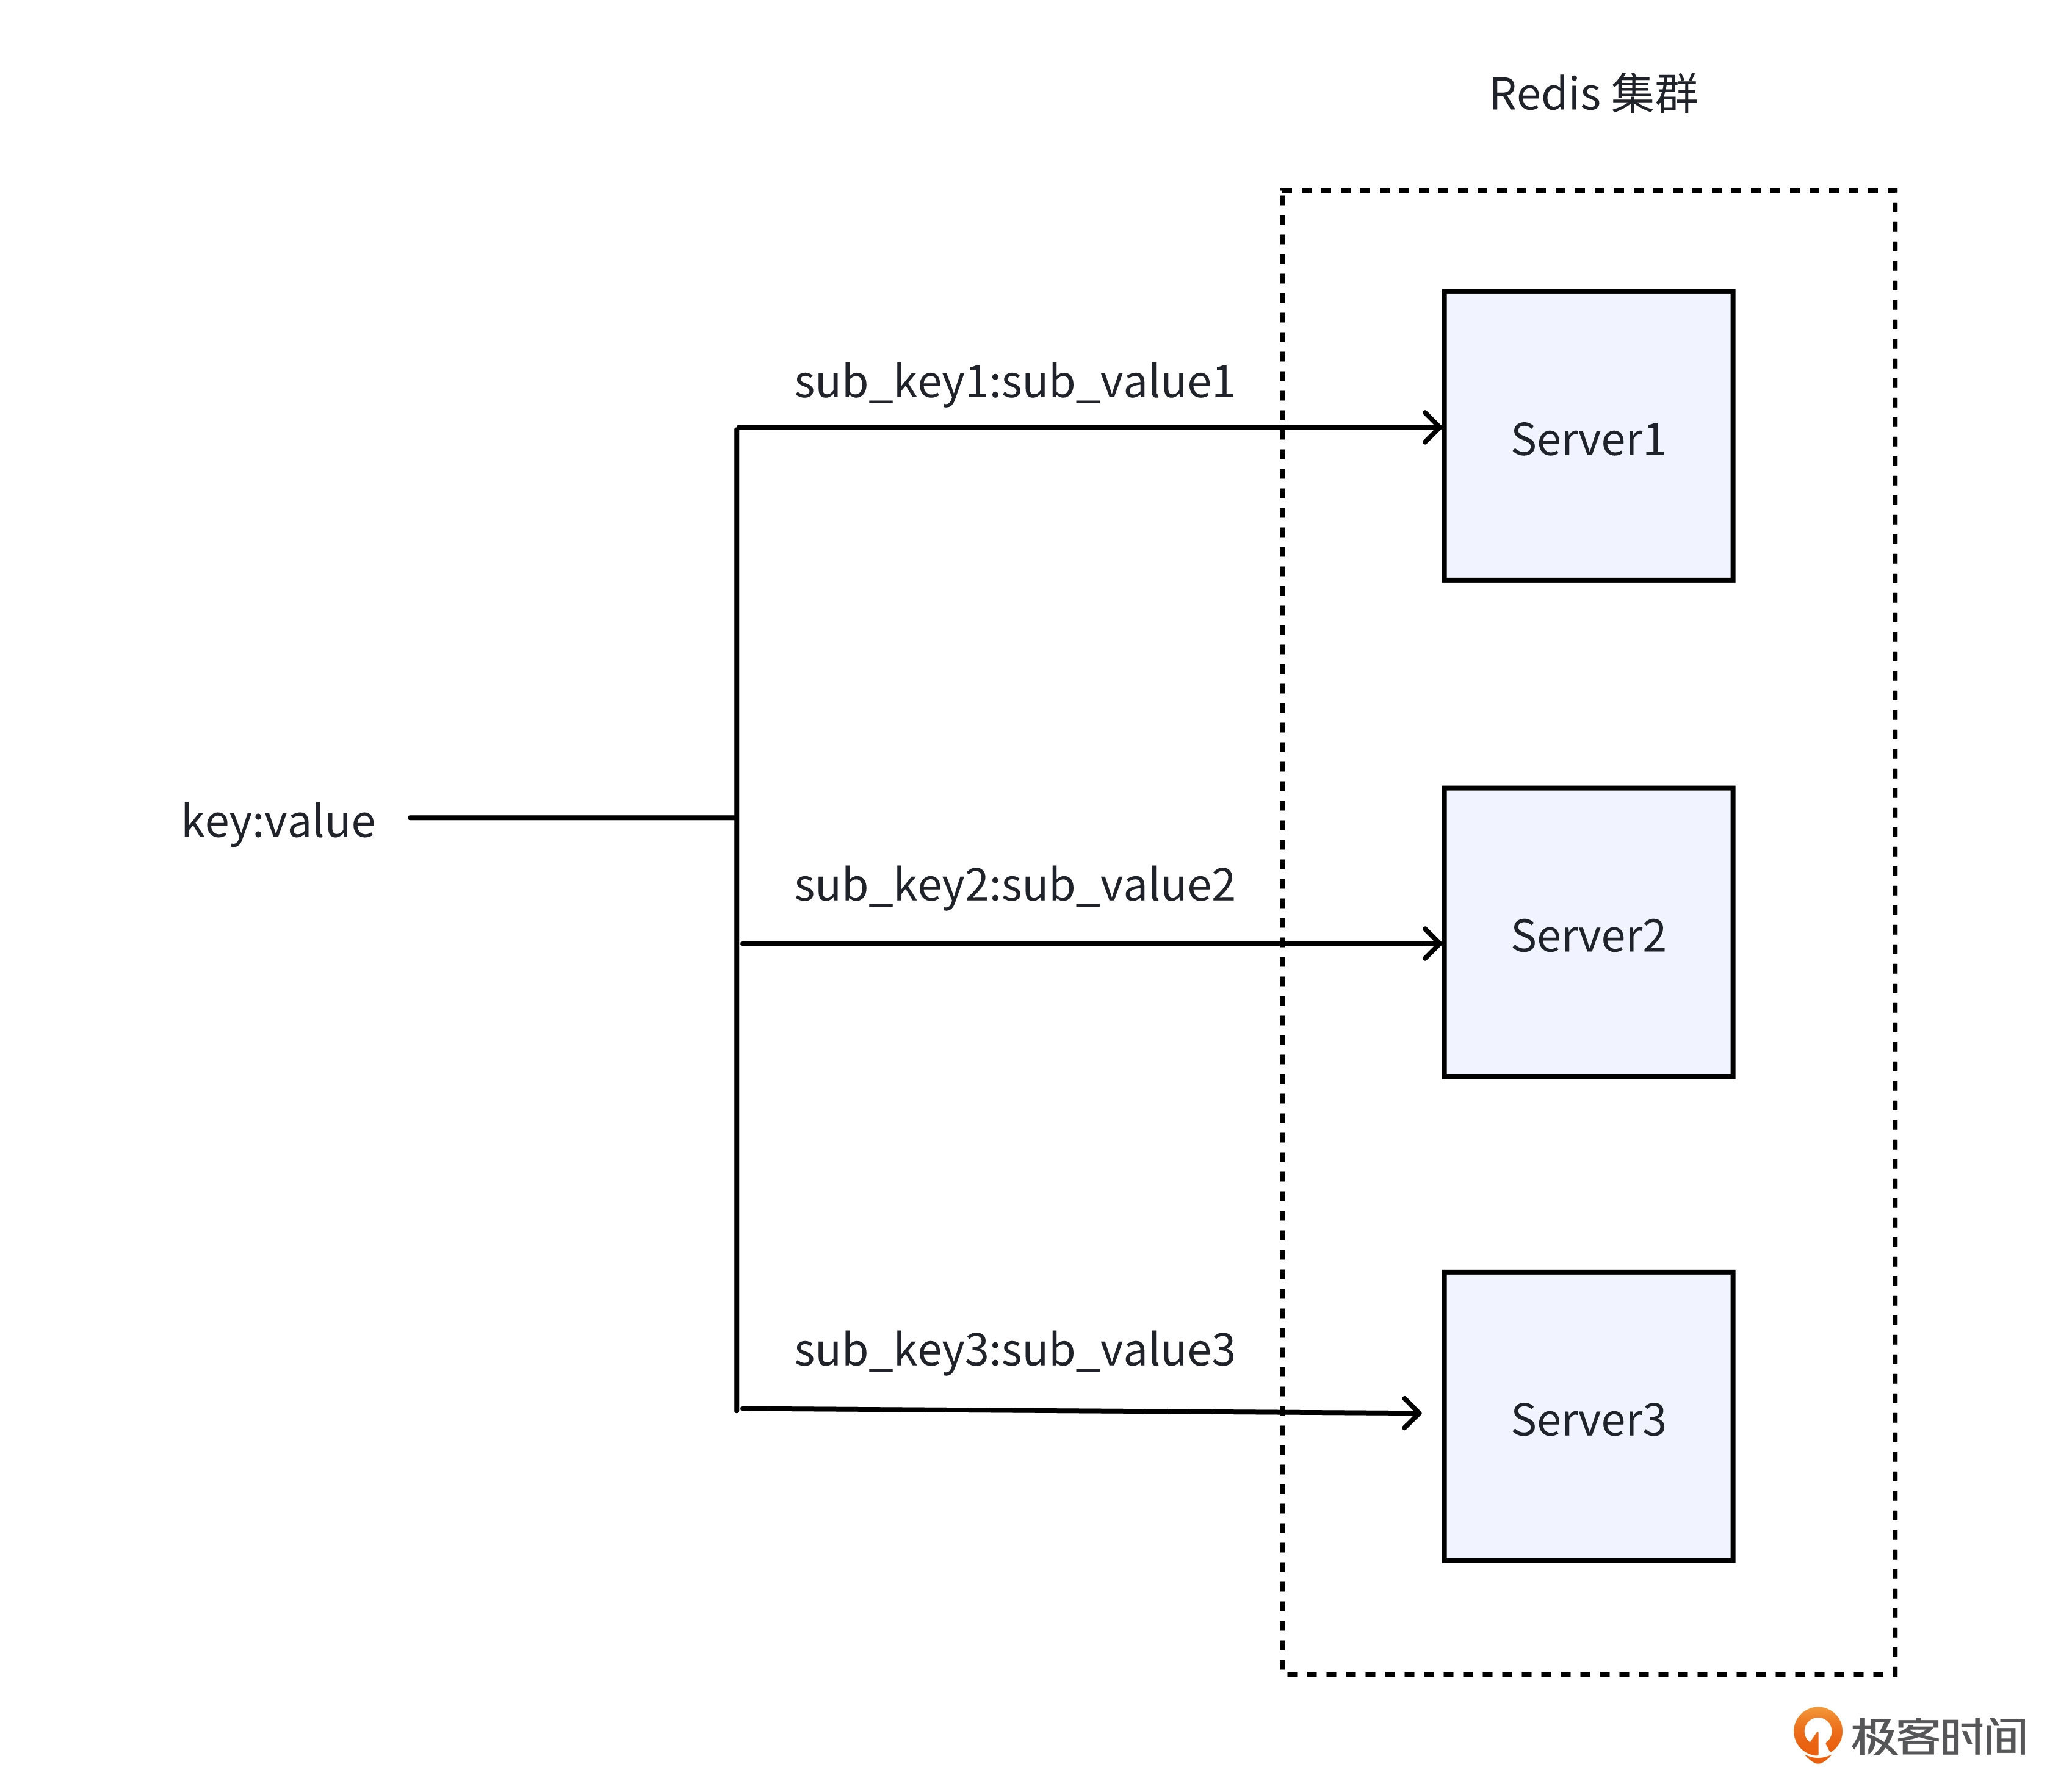 Redis 集群
sub_key1:sub_value1
Server1
key:value
sub_key2:sub_value2
Server2
sub_key3:sub_value3
Server3
极客时间